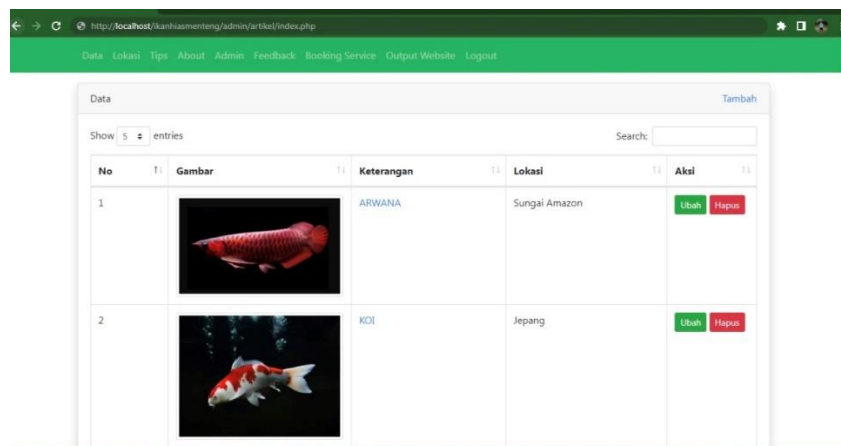 http://localhost/ikanhiasmenteng/admin/artikel/index.php
Data Lokasi Tips About Admin Feedback Booking Service Output Website Logout
Data Tambah
Show 5 entries Search:
No Gambar Keterangan Lokasi Aksi
1 ARWANA Sungai Amazon Ubah Hapus
2 KOI Jepang Ubah Hapus